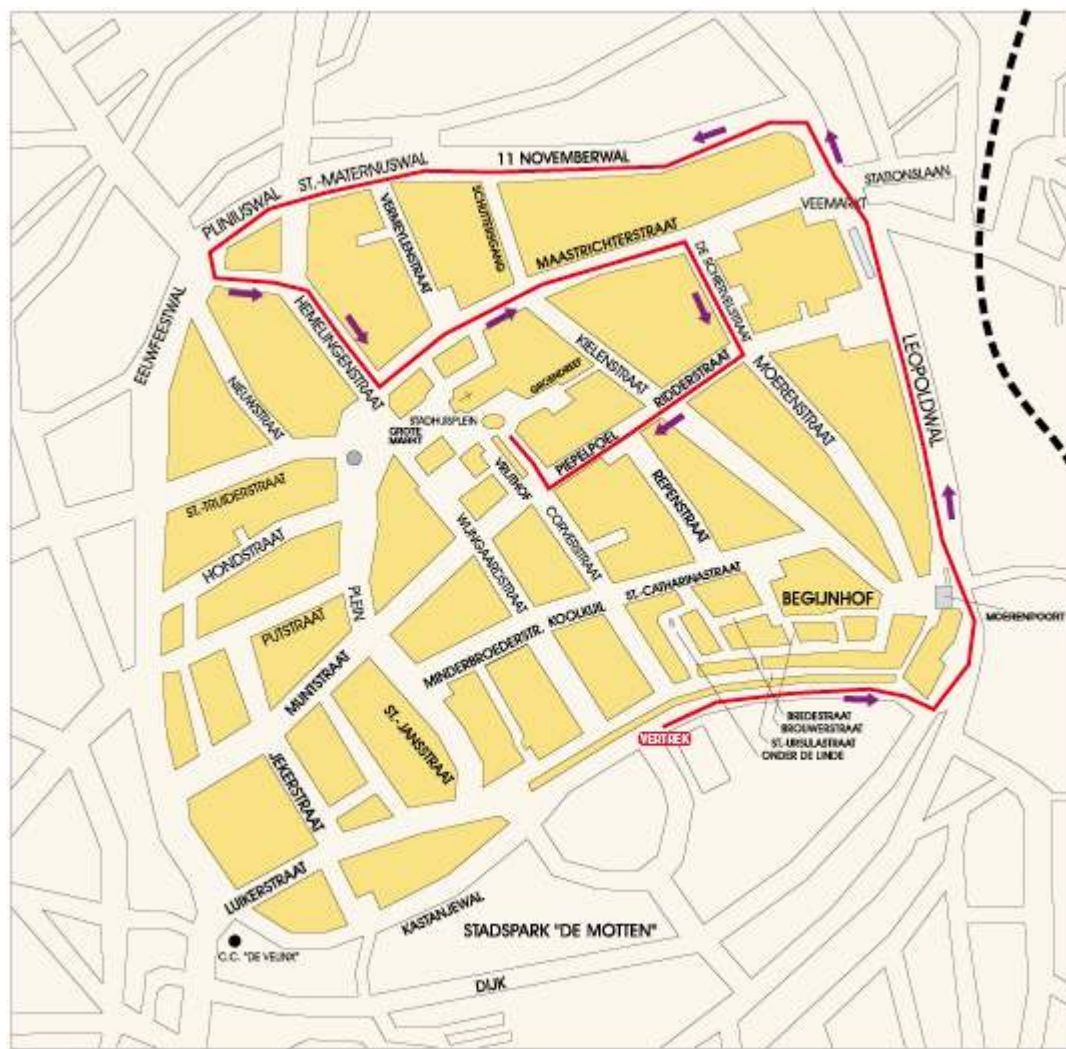 11 NOVEMBERWAL
ST.-MATERNUSWAL
STATIONSLAAN
PLINIUSWAL
VEEMARKT
SCHUTTERSGANG
VERMEYLENSTRAAT
MAASTRICHTERSTRAAT
DE SCHIERVELSTRAAT
HEMELINGENSTRAAT
EEUWFEESTWAL
LEOPOLDWAL
KIELENSTRAAT
NIEUWSTRAAT
GROENDREEF
RIDDERSTRAAT
MOERENSTRAAT
STADHUISPLEIN
GROTE
MARKT
PIEPELPOEL
VRIJTHOF
REPENSTRAAT
ST.-TRUIDERSTRAAT
CORVERSTRAAT
WIJNGAARDSTRAAT
HONDSTRAAT
ST.-CATHARINASTRAAT
PLEIN
BEGIJNHOF
MOERENPOORT
PUTSTRAAT
MINDERBROEDERSTR. KOOLKUIL
MUNTSTRAAT
ST.-JANSSTRAAT
BREDESTRAAT
BROUWERSTRAAT
VERTREK
ST.-URSULASTRAAT
ONDER DE LINDE
JEKERSTRAAT
LUIKERSTRAAT
KASTANJEWAL
STADSPARK "DE MOTTEN"
C.C. "DE VELINX"
DIJK